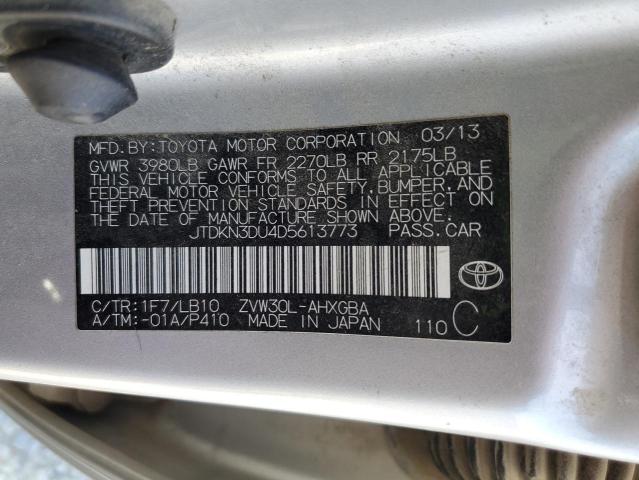 MFD. BY: TOYOTA MOTOR CORPORATION 03/13
GVWR 3980LB GAWR FR 2270LB RR 2175LB
THIS VEHICLE CONFORMS TO ALL APPLICABLE
FEDERAL MOTOR VEHICLE SAFETY, BUMPER, AND
THEFT PREVENTION STANDARDS IN EFFECT ON
THE DATE OF MANUFACTURE SHOWN ABOVE.
JTDKN3DU4D5613773 PASS. CAR
C/TR: 1F7/LB10 ZVW30L-AHXGBA
A/TM: -01A/P410 MADE IN JAPAN 110 C